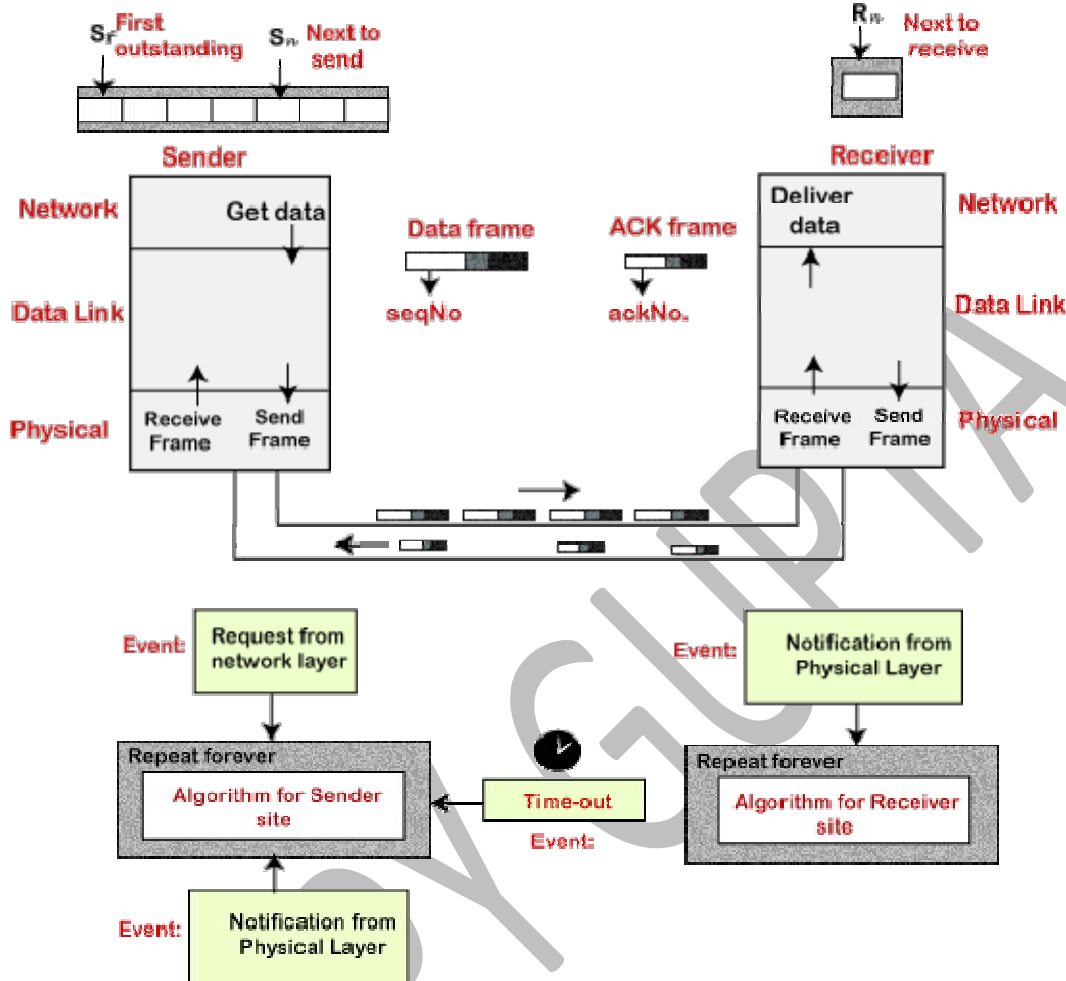 Sf First
outstanding
Sn Next to
send
Rn Next to
receive
Sender
Receiver
Network
Get data
Data frame
ACK frame
Deliver
data
Network
Data Link
seqNo
ackNo.
Data Link
Physical
Receive
Frame
Send
Frame
Receive
Frame
Send
Frame
Physical
Event:
Request from
network layer
Event:
Notification from
Physical Layer
Repeat forever
Algorithm for Sender
site
Time-out
Event:
Repeat forever
Algorithm for Receiver
site
Event:
Notification from
Physical Layer
PY GUPTA